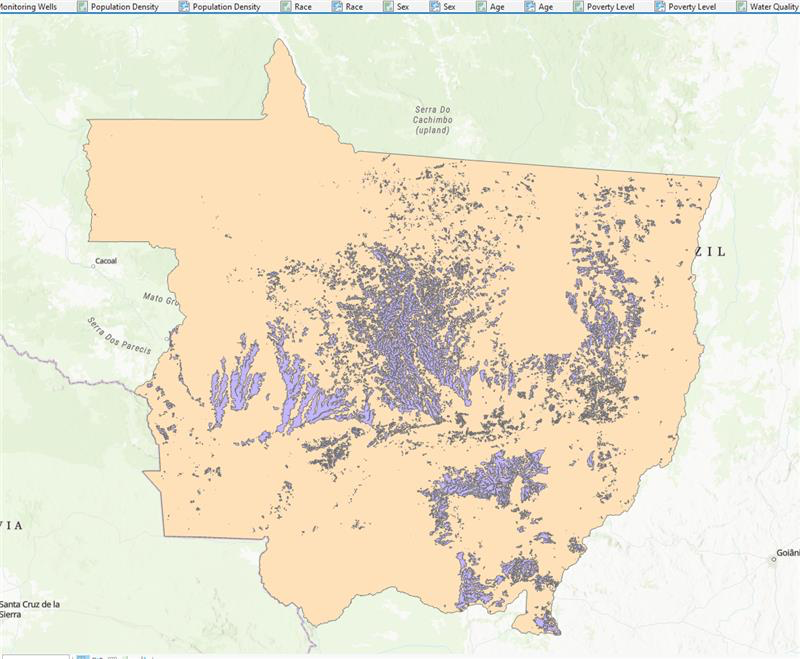 Monitoring Wells
Population Density
Population Density
Race
Race
Sex
Sex
Age
Age
Poverty Level
Poverty Level
Water Quality
Serra Do
Cachimbo
(upland)
ZIL
Cacoal
Mato Gro
Serra Dos Parecis
VIA
Goiâni
Santa Cruz de la
Sierra